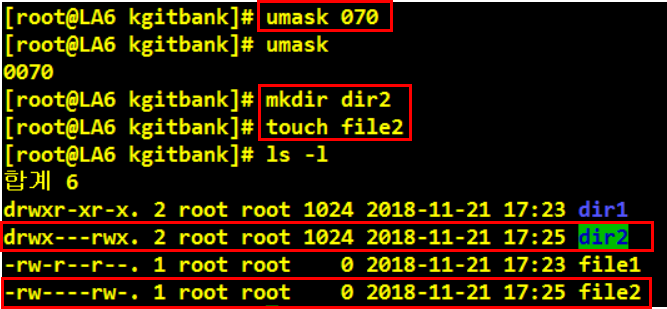 [root@LA6 kgitbank]# umask 070
[root@LA6 kgitbank]# umask
0070
[root@LA6 kgitbank]# mkdir dir2
[root@LA6 kgitbank]# touch file2
[root@LA6 kgitbank]# ls -l
합계 6
drwxr-xr-x. 2 root root 1024 2018-11-21 17:23 dir1
drwx---rwx. 2 root root 1024 2018-11-21 17:25 dir2
-rw-r--r--. 1 root root    0 2018-11-21 17:23 file1
-rw----rw-. 1 root root    0 2018-11-21 17:25 file2